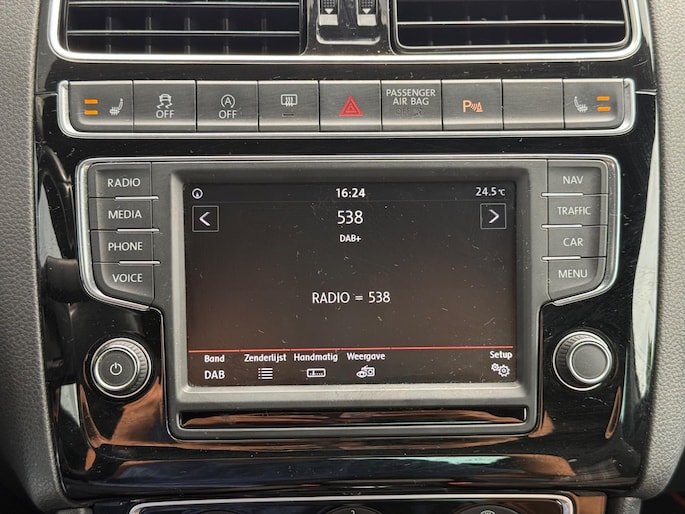 OFF
A OFF
PASSENGER
AIR BAG
P
RADIO
MEDIA
PHONE
VOICE
16:24
24.5°C
538
DAB+
RADIO = 538
Band
Zenderlijst
Handmatig
Weergave
Setup
DAB
NAV
TRAFFIC
CAR
MENU